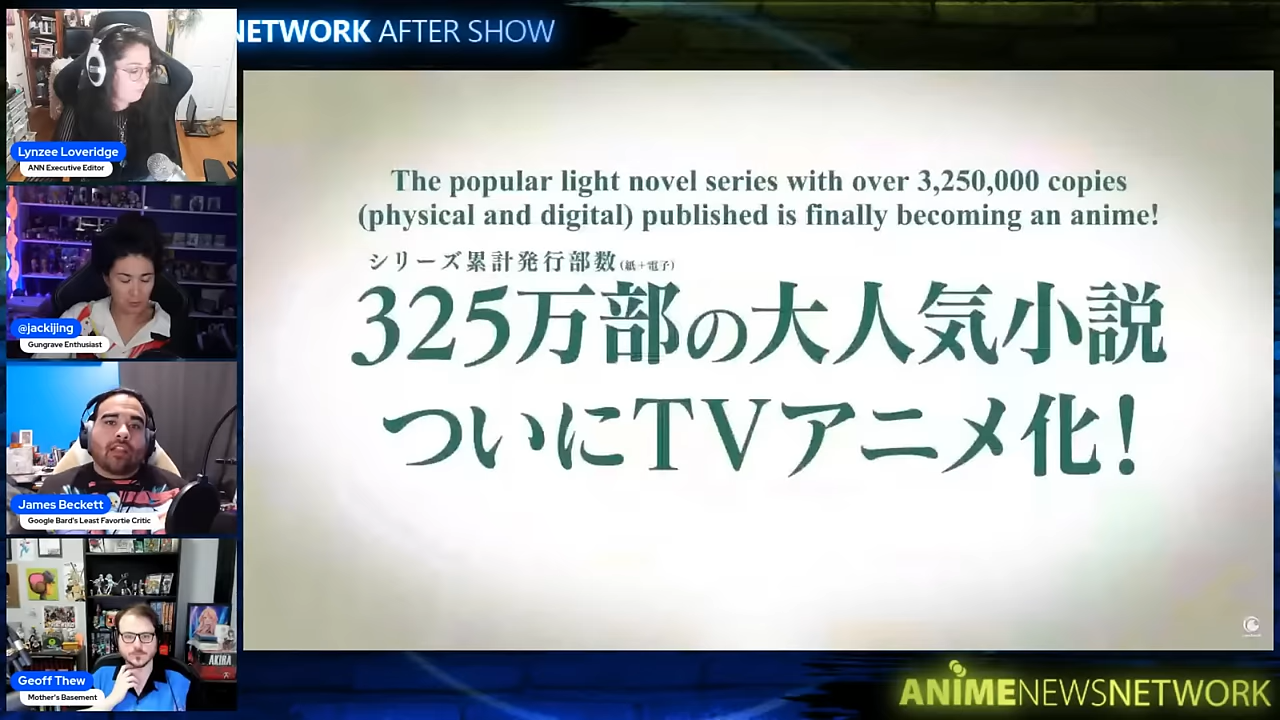 NETWORK AFTER SHOW
Lynzee Loveridge
ANN Executive Editor
@jackijing
Gungrave Enthusiast
James Beckett
Google Bard's Least Favortie Critic
Geoff Thew
Mother's Basement
AKIRA
The popular light novel series with over 3,250,000 copies
(physical and digital) published is finally becoming an anime!
シリーズ累計発行部数(紙+電子)
325万部の大人気小説
ついにTVアニメ化!
ANIMENEWSNETWORK